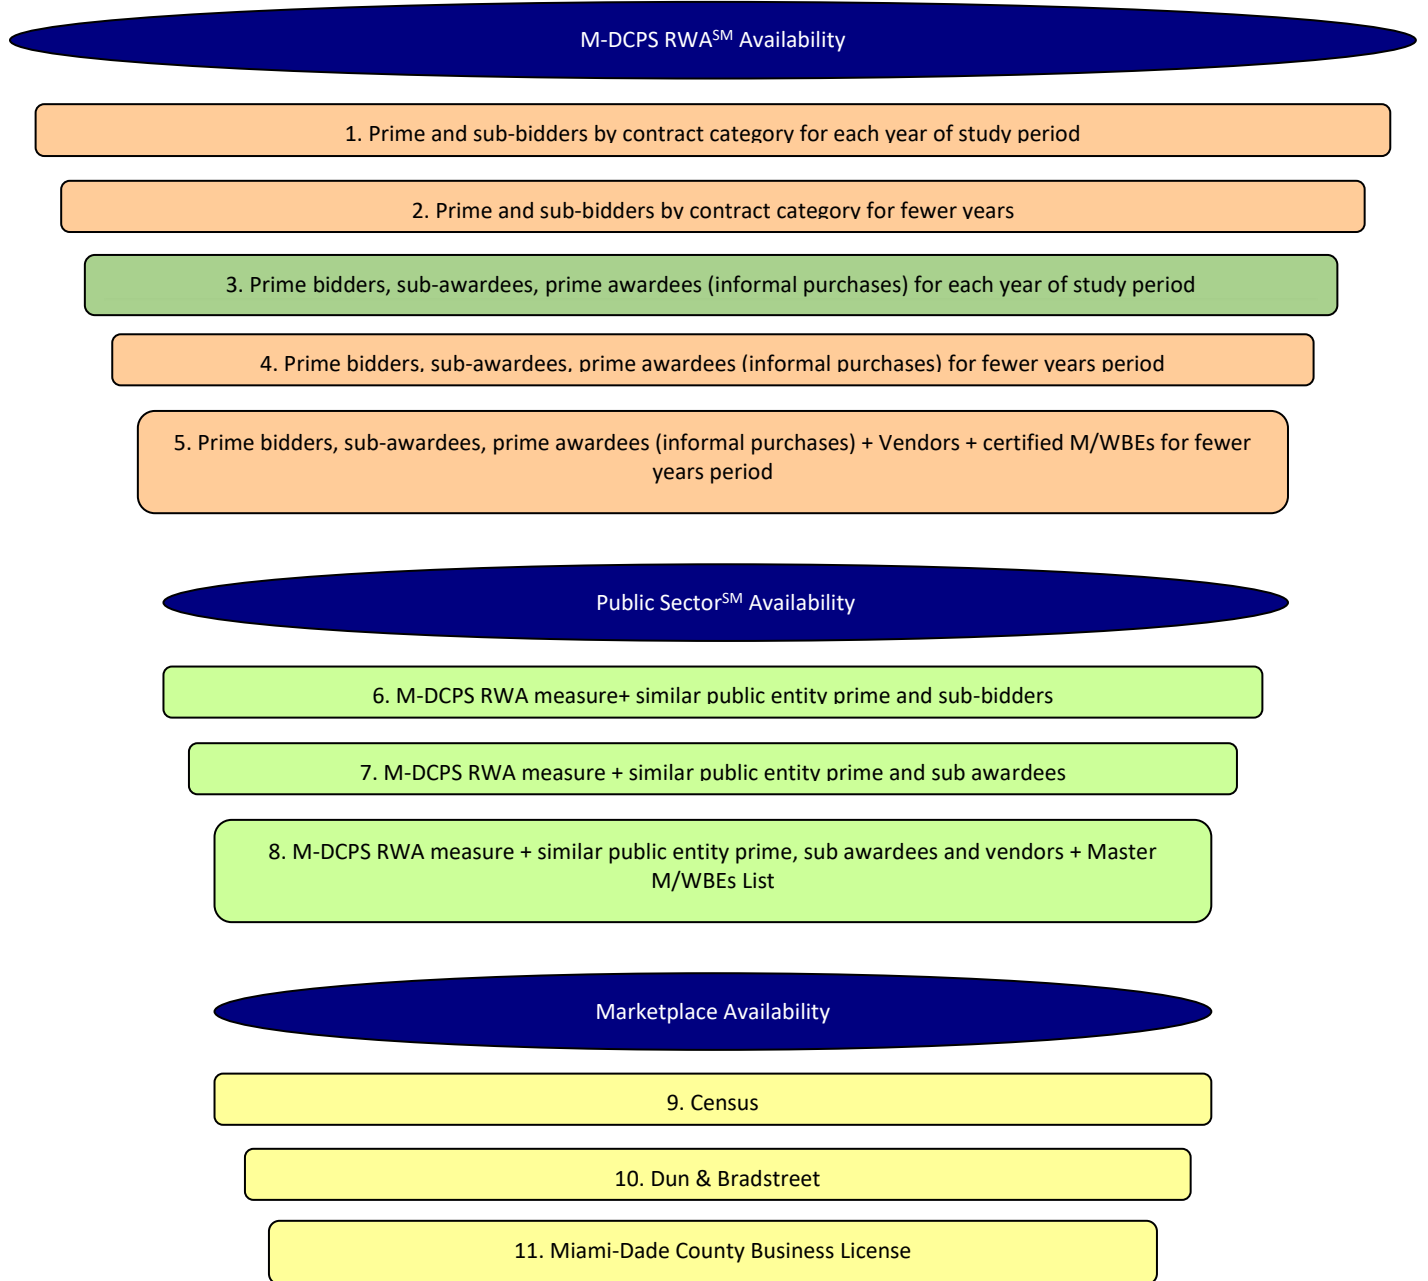 M-DCPS RWASM Availability
1. Prime and sub-bidders by contract category for each year of study period
2. Prime and sub-bidders by contract category for fewer years
3. Prime bidders, sub-awardees, prime awardees (informal purchases) for each year of study period
4. Prime bidders, sub-awardees, prime awardees (informal purchases) for fewer years period
5. Prime bidders, sub-awardees, prime awardees (informal purchases) + Vendors + certified M/WBEs for fewer
years period
Public SectorSM Availability
6. M-DCPS RWA measure+ similar public entity prime and sub-bidders
7. M-DCPS RWA measure + similar public entity prime and sub awardees
8. M-DCPS RWA measure + similar public entity prime, sub awardees and vendors + Master
M/WBEs List
Marketplace Availability
9. Census
10. Dun & Bradstreet
11. Miami-Dade County Business License